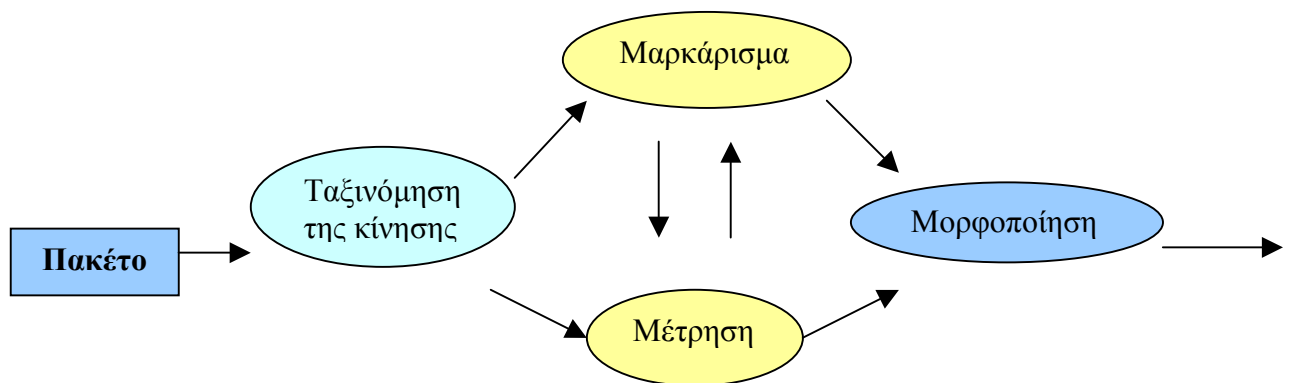 Μαρκάρισμα
Ταξινόμηση
της κίνησης
Πακέτο
Μορφοποίηση
Μέτρηση